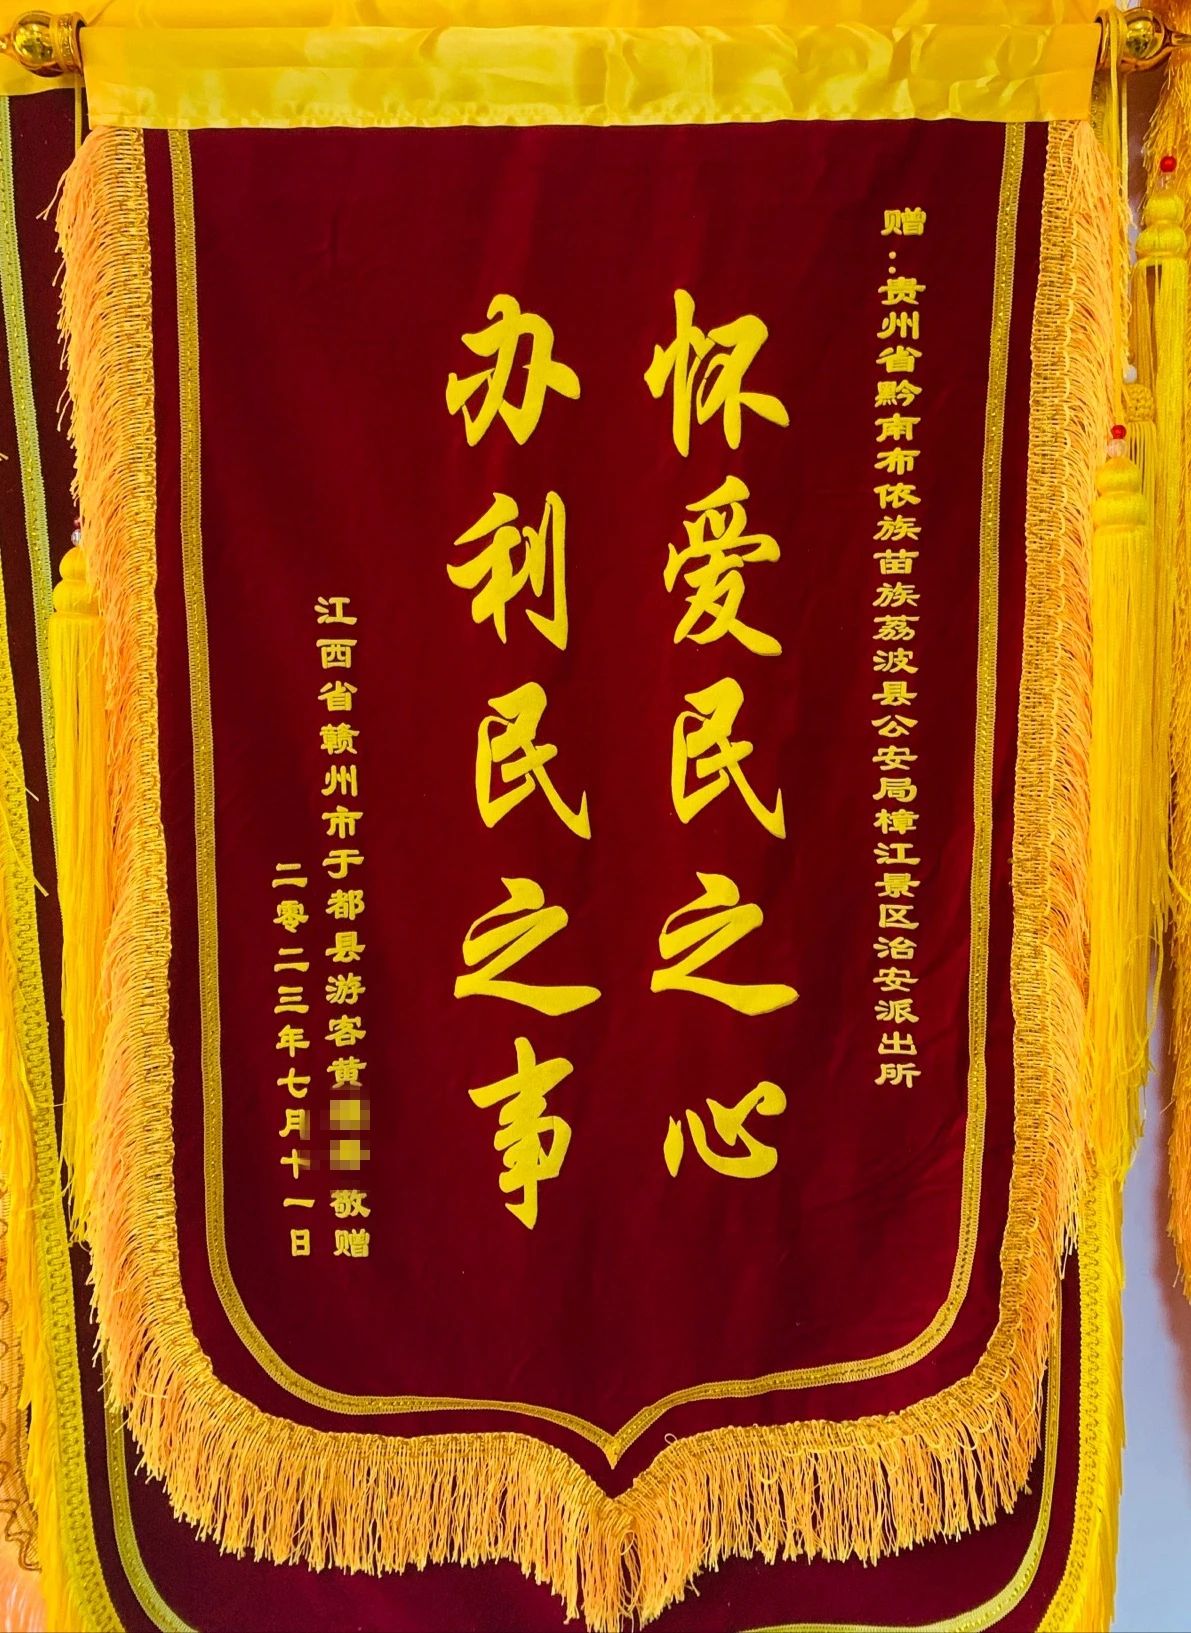 赠：贵州省黔南布依族苗族荔波县公安局樟江景区治安派出所
怀爱民之心
办利民之事
江西省赣州市于都县游客黄 敬赠
二零二三年七月十一日